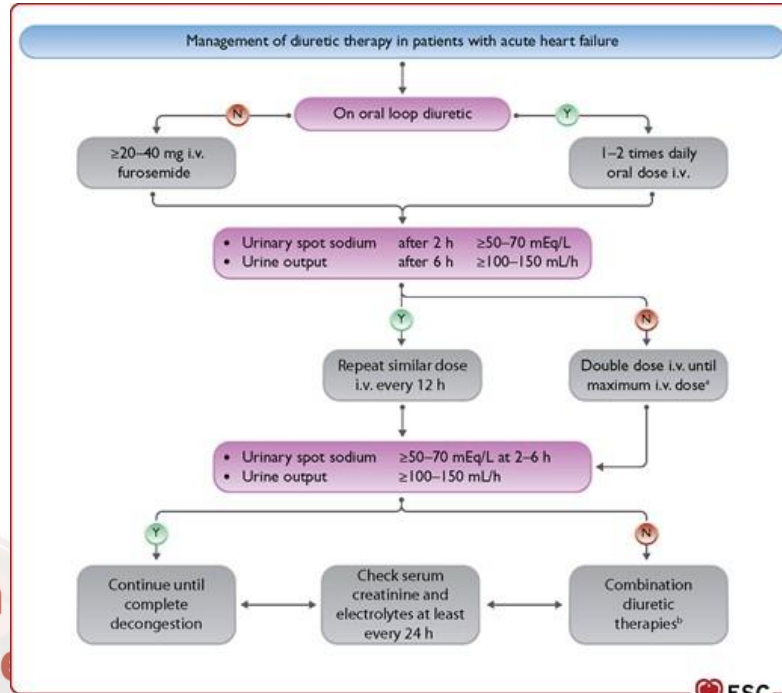 Management of diuretic therapy in patients with acute heart failure
N
On oral loop diuretic
Y
≥20–40 mg i.v.
furosemide
1–2 times daily
oral dose i.v.
• Urinary spot sodium after 2 h ≥50–70 mEq/L
• Urine output after 6 h ≥100–150 mL/h
Y
N
Repeat similar dose
i.v. every 12 h
Double dose i.v. until
maximum i.v. doseᵃ
• Urinary spot sodium ≥50–70 mEq/L at 2–6 h
• Urine output ≥100–150 mL/h
Y
N
Continue until
complete
decongestion
Check serum
creatinine and
electrolytes at least
every 24 h
Combination
diuretic
therapiesᵇ
ESC